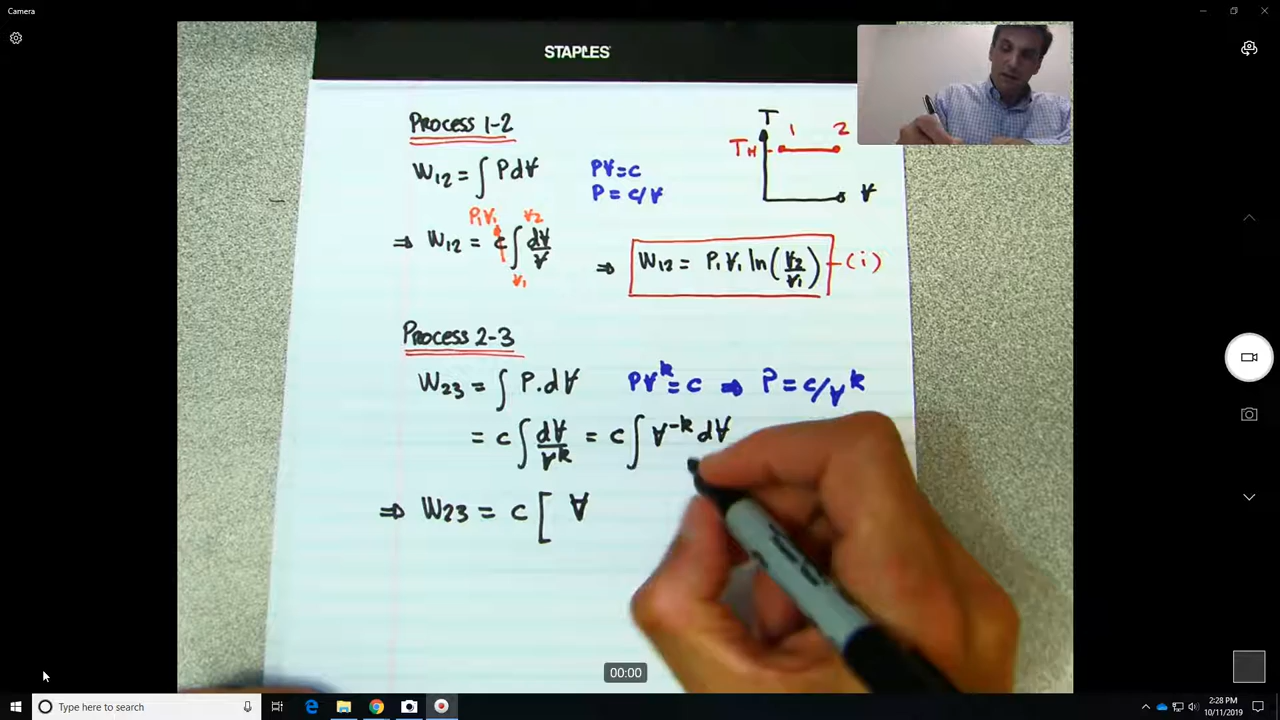 Camera
STAPLES
Process 1-2
W12 = ∫ P d∀
P∀ = c
P = c/∀
T
1 2
TH
∀
P1∀1 ∀2
⇒ W12 = c ∫ d∀/∀
∀1
⇒ W12 = P1∀1 ln(∀2/∀1) — (i)
Process 2-3
W23 = ∫ P. d∀ P∀^k = c ⇒ P = c/∀^k
= c ∫ d∀/∀^k = c ∫ ∀^-k d∀
⇒ W23 = c [ ∀
00:00
Type here to search
2:28 PM
10/11/2019